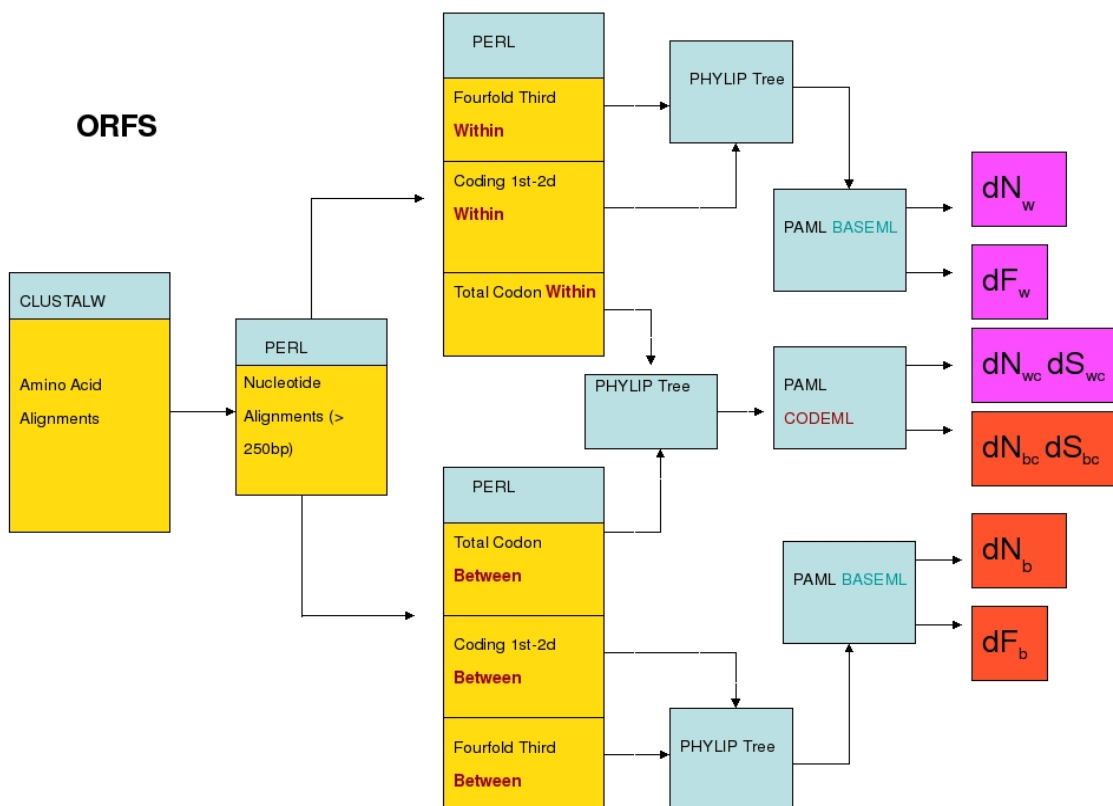 ORFS
CLUSTALW
Amino Acid
Alignments
PERL
Nucleotide
Alignments (>
250bp)
PERL
Fourfold Third
Within
Coding 1st-2d
Within
Total Codon Within
PERL
Total Codon
Between
Coding 1st-2d
Between
Fourfold Third
Between
PHYLIP Tree
PHYLIP Tree
PHYLIP Tree
PAML BASEML
PAML
CODEML
PAML BASEML
dNw
dFw
dNwc dSwc
dNbc dSbc
dNb
dFb